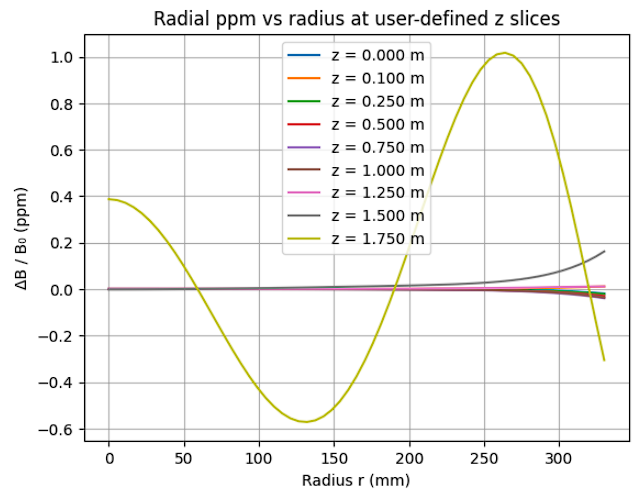 Radial ppm vs radius at user-defined z slices
1.0
0.8
0.6
0.4
0.2
0.0
−0.2
−0.4
−0.6
ΔB / B₀ (ppm)
z = 0.000 m
z = 0.100 m
z = 0.250 m
z = 0.500 m
z = 0.750 m
z = 1.000 m
z = 1.250 m
z = 1.500 m
z = 1.750 m
0 50 100 150 200 250 300
Radius r (mm)